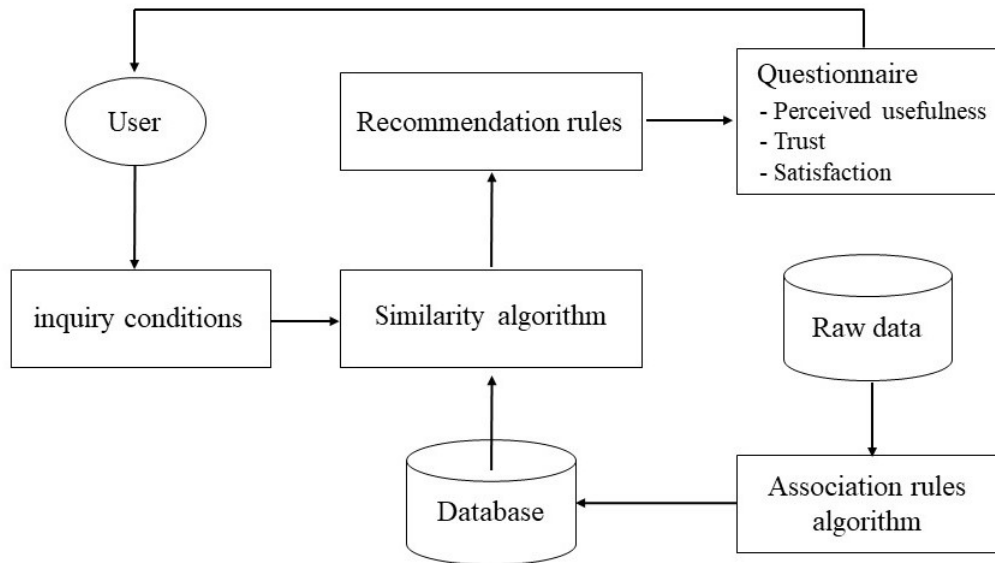 User
Recommendation rules
Questionnaire
- Perceived usefulness
- Trust
- Satisfaction
inquiry conditions
Similarity algorithm
Raw data
Database
Association rules
algorithm